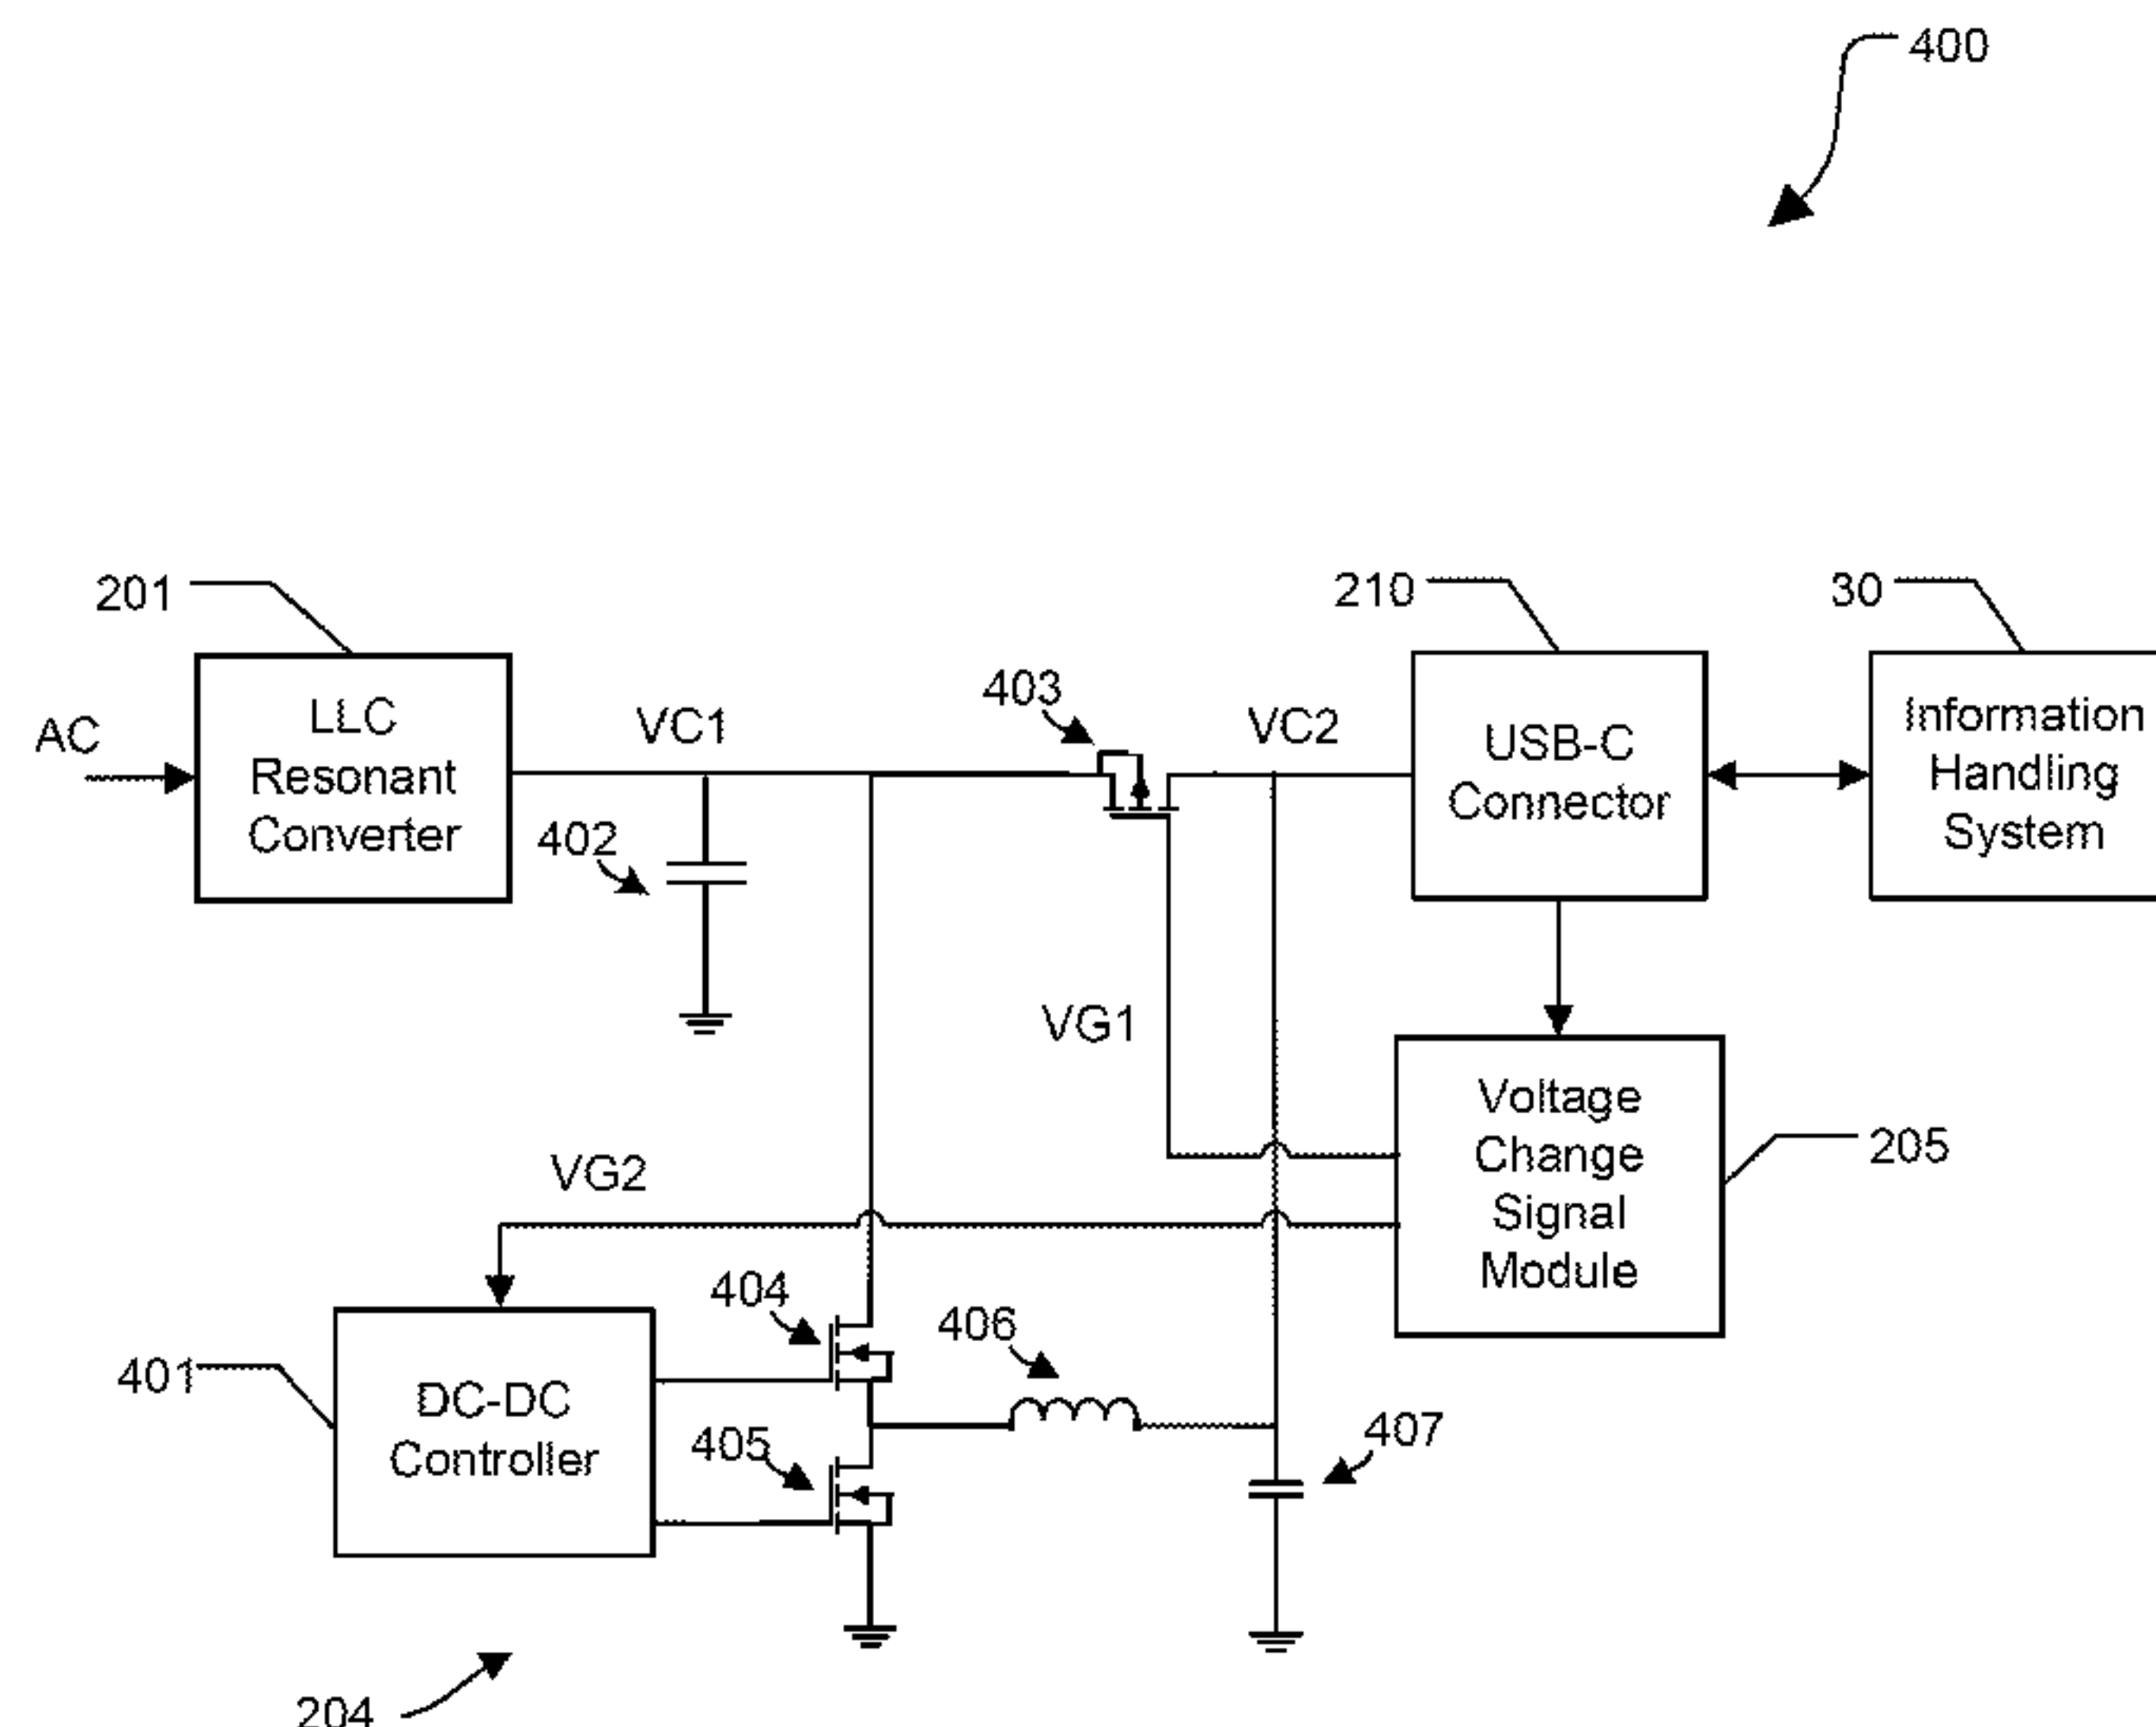 400
201
210
30
403
AC
LLC
Resonant
Converter
VC1
VC2
USB-C
Connector
Information
Handling
System
402
VG1
Voltage
Change
Signal
Module
205
VG2
404
406
401
DC-DC
Controller
405
407
204